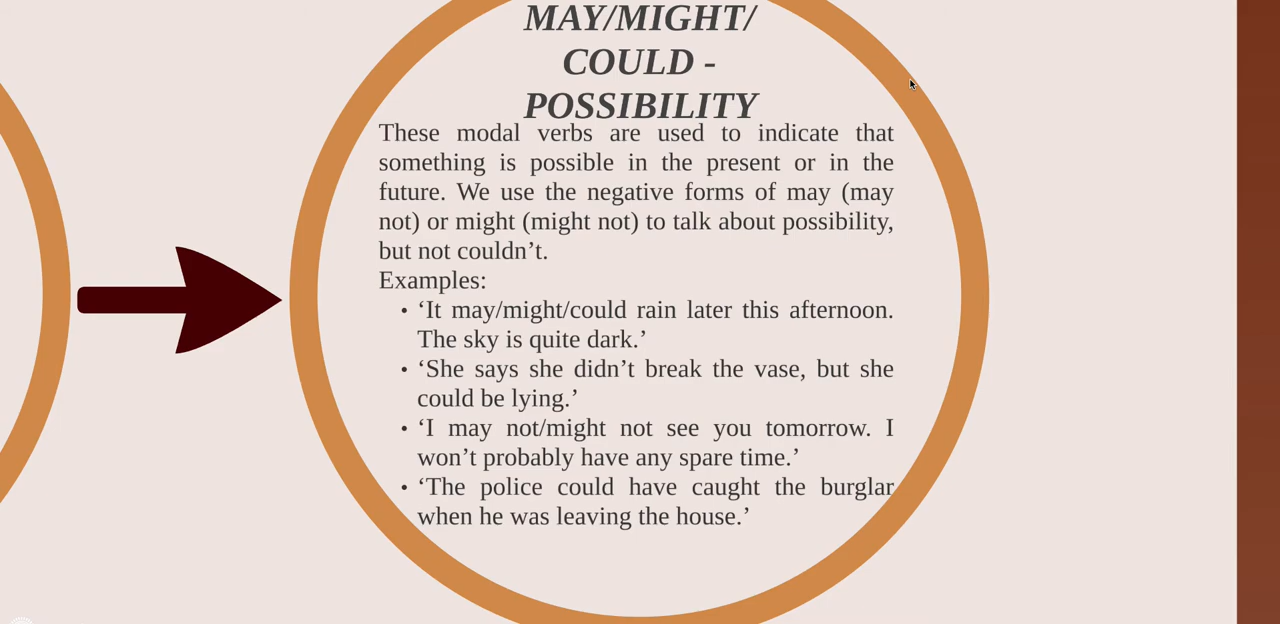 MAY/MIGHT/
COULD -
POSSIBILITY
These modal verbs are used to indicate that
something is possible in the present or in the
future. We use the negative forms of may (may
not) or might (might not) to talk about possibility,
but not couldn’t.
Examples:
• ‘It may/might/could rain later this afternoon.
The sky is quite dark.’
• ‘She says she didn’t break the vase, but she
could be lying.’
• ‘I may not/might not see you tomorrow. I
won’t probably have any spare time.’
• ‘The police could have caught the burglar
when he was leaving the house.’